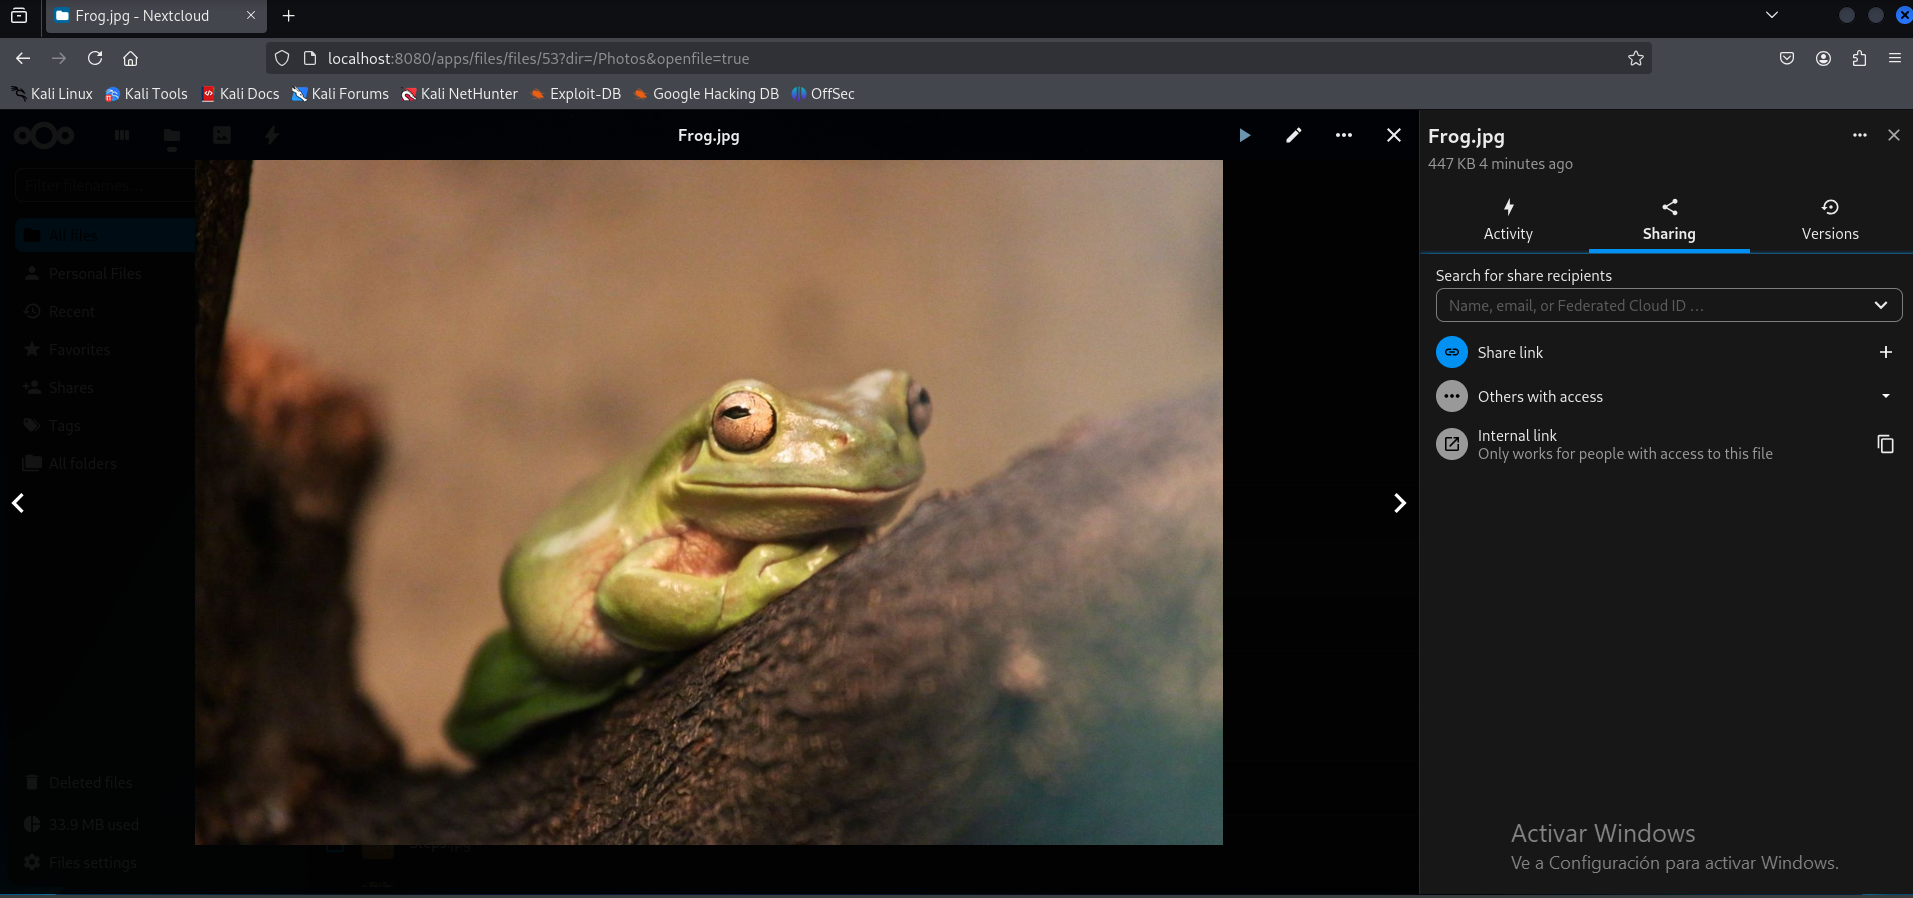 Frog.jpg - Nextcloud
localhost:8080/apps/files/files/53?dir=/Photos&openfile=true
Kali Linux Kali Tools Kali Docs Kali Forums Kali NetHunter Exploit-DB Google Hacking DB OffSec
Frog.jpg
Filter filenames...
All files
Personal Files
Recent
Favorites
Shares
Tags
All folders
Deleted files
33.9 MB used
Files settings
Steps.jpg
Frog.jpg
447 KB 4 minutes ago
Activity Sharing Versions
Search for share recipients
Name, email, or Federated Cloud ID …
Share link
Others with access
Internal link
Only works for people with access to this file
Activar Windows
Ve a Configuración para activar Windows.